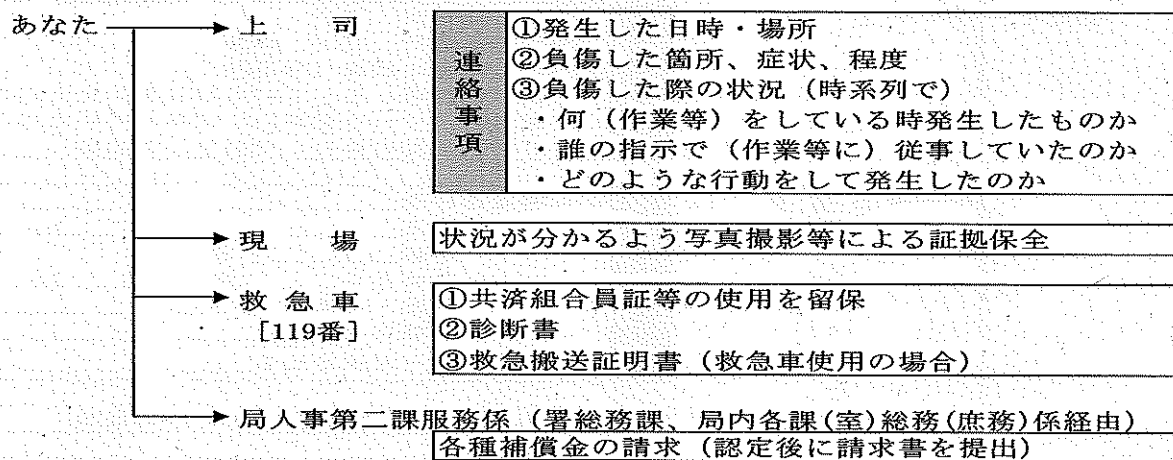 あなた
上司
連絡事項
①発生した日時・場所
②負傷した箇所、症状、程度
③負傷した際の状況（時系列で）
・何（作業等）をしている時発生したものか
・誰の指示で（作業等に）従事していたのか
・どのような行動をして発生したのか
現場
状況が分かるよう写真撮影等による証拠保全
救急車
[119番]
①共済組合員証等の使用を留保
②診断書
③救急搬送証明書（救急車使用の場合）
局人事第二課服務係（署総務課、局内各課(室)総務(庶務)係経由）
各種補償金の請求（認定後に請求書を提出）